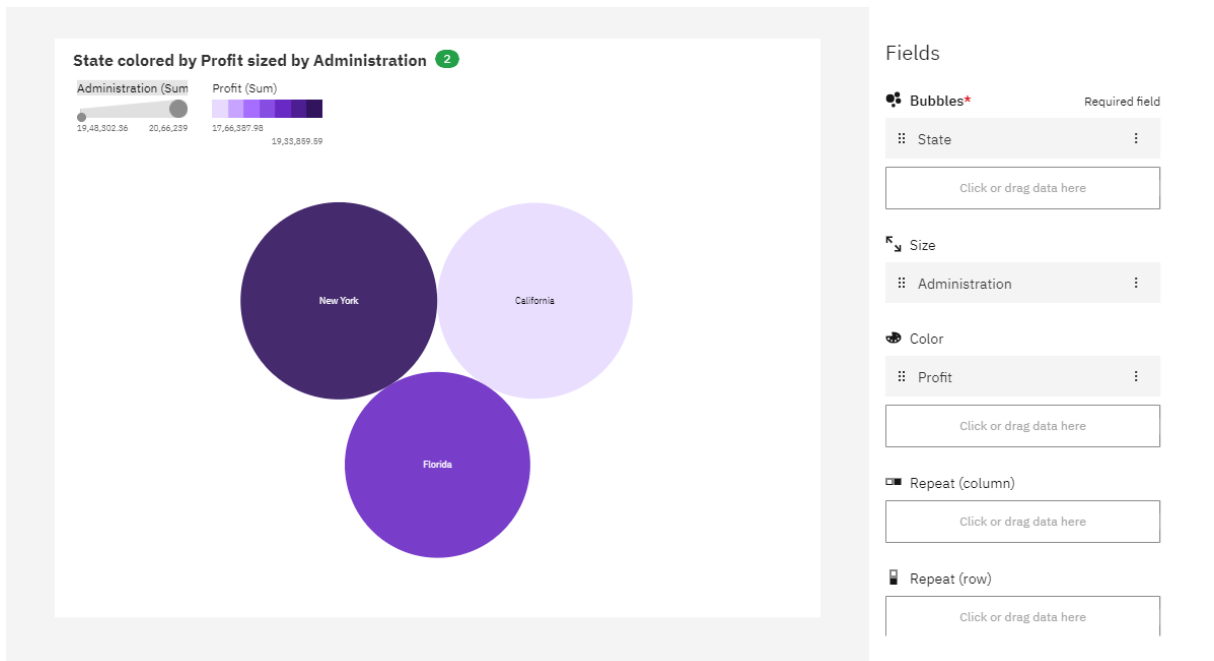 State colored by Profit sized by Administration 2
Administration (Sum
Profit (Sum)
19,48,302.36 20,66,239
17,66,387.98
19,33,859.59
New York
California
Florida
Fields
Bubbles* Required field
State
Click or drag data here
Size
Administration
Color
Profit
Click or drag data here
Repeat (column)
Click or drag data here
Repeat (row)
Click or drag data here